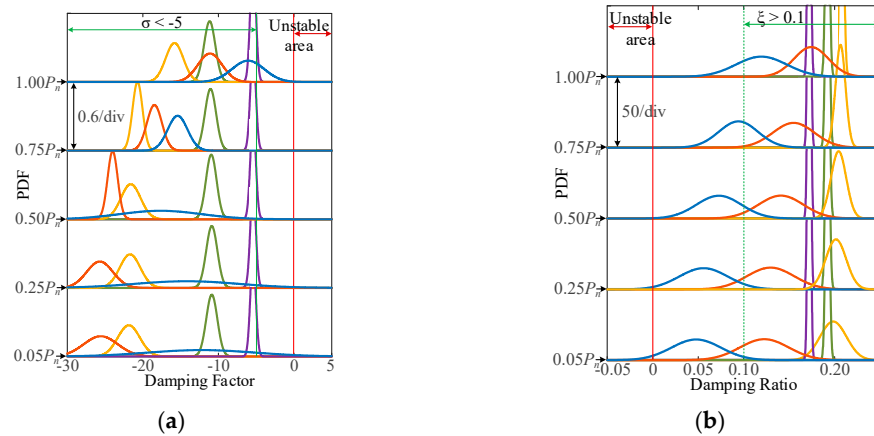 σ < -5
Unstable
area
1.00Pn
0.6/div
0.75Pn
PDF
0.50Pn
0.25Pn
0.05Pn
-30
-20
-10
0
5
Damping Factor
(a)
Unstable
area
ξ > 0.1
1.00Pn
50/div
0.75Pn
PDF
0.50Pn
0.25Pn
0.05Pn
-0.05
0
0.05
0.10
0.20
Damping Ratio
(b)